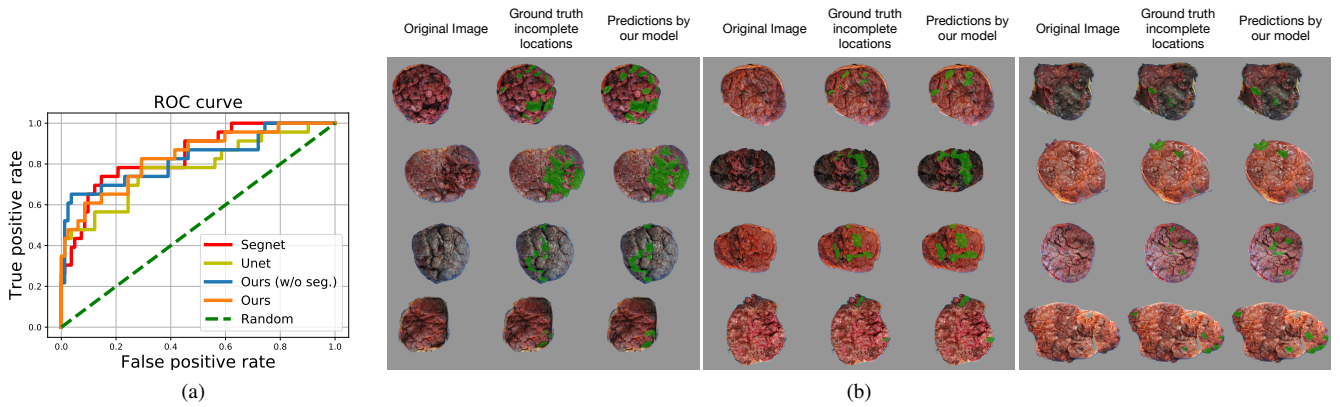 ROC curve
True positive rate
1.0
0.8
0.6
0.4
0.2
0.0
0.0 0.2 0.4 0.6 0.8 1.0
False positive rate
Segnet
Unet
Ours (w/o seg.)
Ours
Random
(a)
Original Image
Ground truth
incomplete
locations
Predictions by
our model
Original Image
Ground truth
incomplete
locations
Predictions by
our model
Original Image
Ground truth
incomplete
locations
Predictions by
our model
(b)